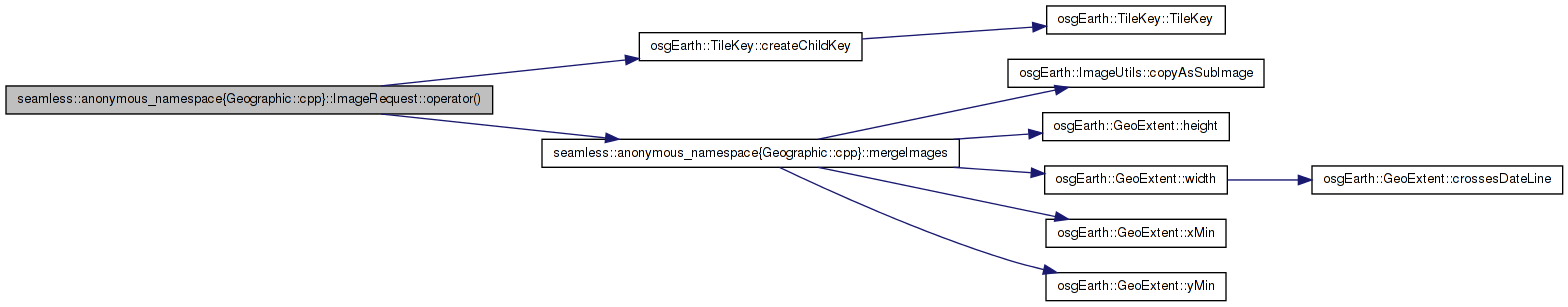 osgEarth::TileKey::TileKey
osgEarth::TileKey::createChildKey
osgEarth::ImageUtils::copyAsSubImage
seamless::anonymous_namespace{Geographic::cpp}::ImageRequest::operator()
osgEarth::GeoExtent::height
seamless::anonymous_namespace{Geographic::cpp}::mergeImages
osgEarth::GeoExtent::width
osgEarth::GeoExtent::crossesDateLine
osgEarth::GeoExtent::xMin
osgEarth::GeoExtent::yMin